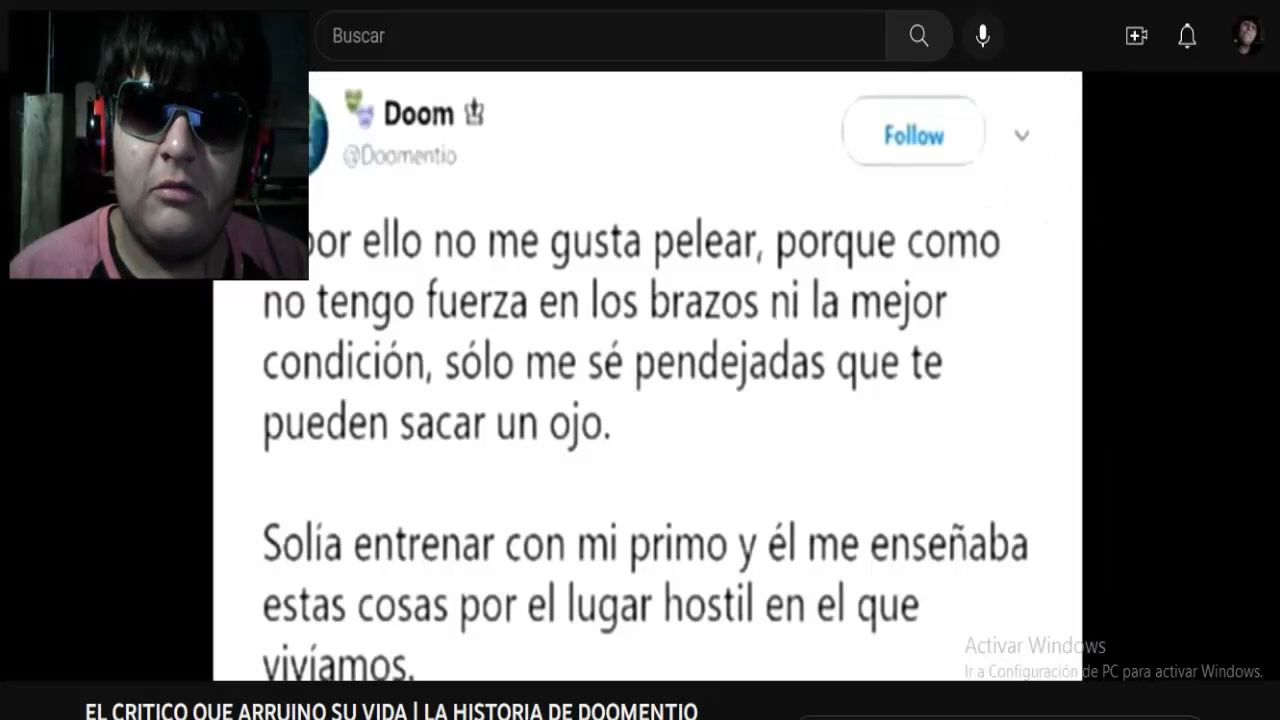 Buscar
Doom
@Doomentio
Follow
por ello no me gusta pelear, porque como
no tengo fuerza en los brazos ni la mejor
condición, sólo me sé pendejadas que te
pueden sacar un ojo.
Solía entrenar con mi primo y él me enseñaba
estas cosas por el lugar hostil en el que
vivíamos.
Activar Windows
Ir a Configuración de PC para activar Windows.
EL CRITICO QUE ARRUINO SU VIDA | LA HISTORIA DE DOOMENTIO